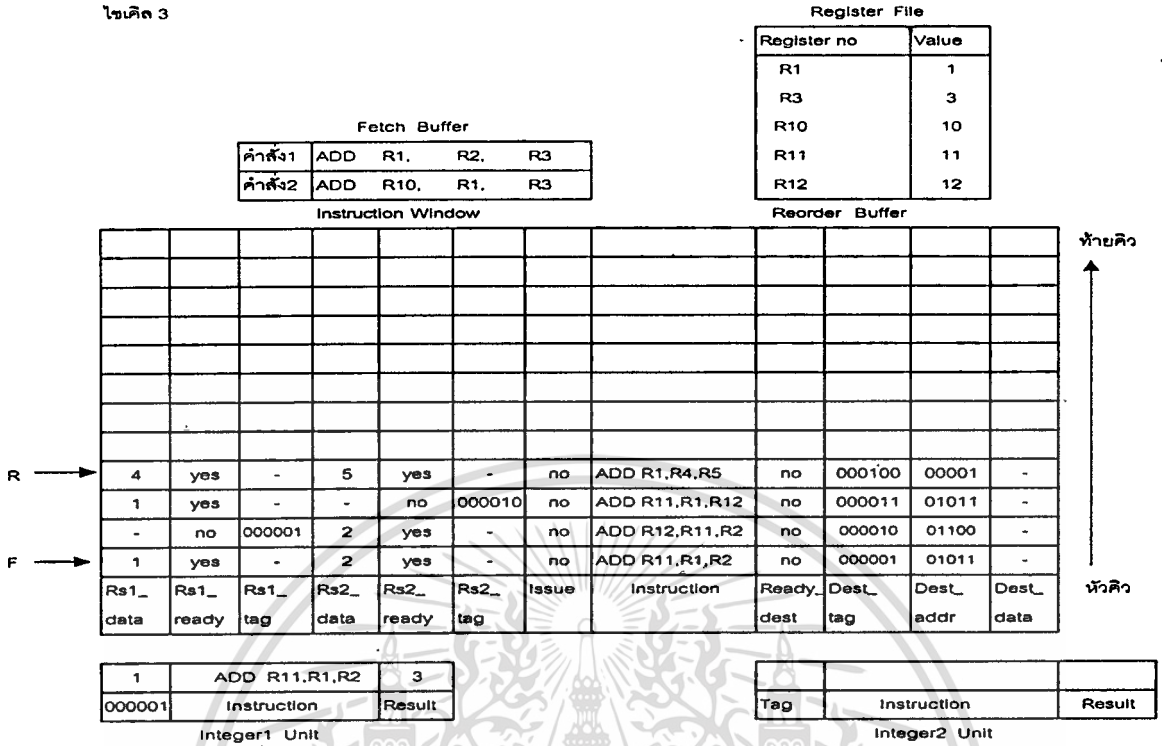 ไซเคิล 3
Register File
Register no Value
R1 1
R3 3
R10 10
R11 11
R12 12
Fetch Buffer
คำสั่ง1 ADD R1, R2, R3
คำสั่ง2 ADD R10, R1, R3
Instruction Window
Reorder Buffer
ท้ายคิว
R 4 yes - 5 yes - no ADD R1,R4,R5 no 000100 00001 -
1 yes - - no 000010 no ADD R11,R1,R12 no 000011 01011 -
- no 000001 2 yes - no ADD R12,R11,R2 no 000010 01100 -
F 1 yes - 2 yes - no ADD R11,R1,R2 no 000001 01011 -
Rs1_ Rs1_ Rs1_ Rs2_ Rs2_ Rs2_ Issue Instruction Ready_ Dest_ Dest_ Dest_ หัวคิว
data ready tag data ready tag dest tag addr data
1 ADD R11,R1,R2 3
000001 Instruction Result
Integer1 Unit
Tag Instruction Result
Integer2 Unit